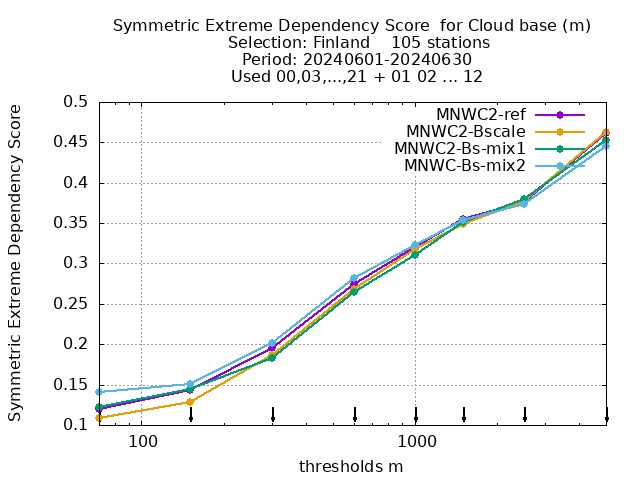 Symmetric Extreme Dependency Score  for Cloud base (m)
Selection: Finland    105 stations
Period: 20240601-20240630
Used 00,03,...,21 + 01 02 ... 12
Symmetric Extreme Dependency Score
0.5
0.45
0.4
0.35
0.3
0.25
0.2
0.15
0.1
MNWC2-ref
MNWC2-Bscale
MNWC2-Bs-mix1
MNWC-Bs-mix2
100
1000
thresholds m